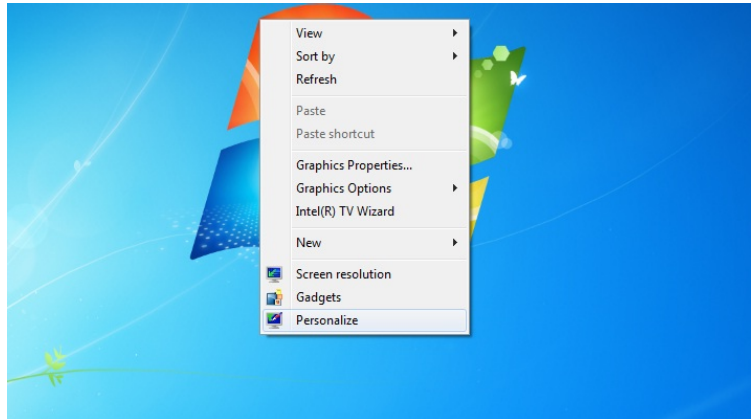 View
Sort by
Refresh
Paste
Paste shortcut
Graphics Properties...
Graphics Options
Intel(R) TV Wizard
New
Screen resolution
Gadgets
Personalize